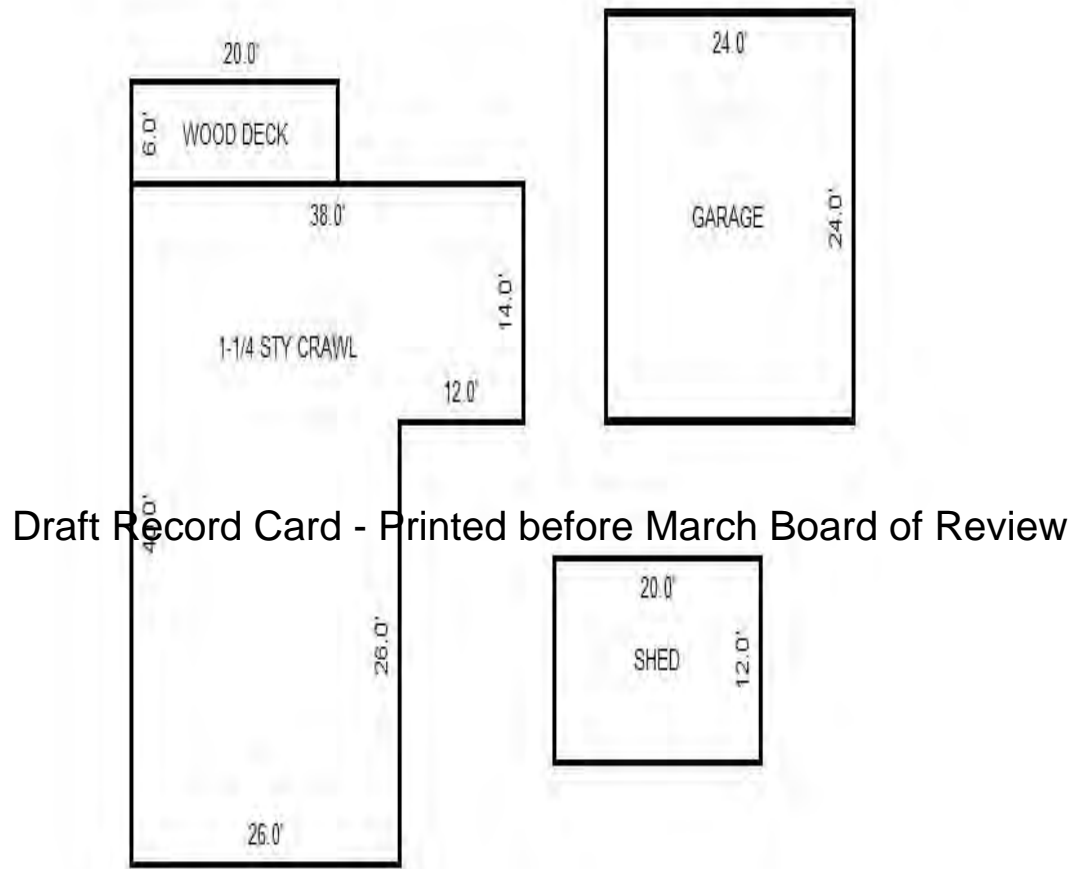 20.0'
24.0'
6.0'
WOOD DECK
38.0'
GARAGE
24.0'
14.0'
1-1/4 STY CRAWL
12.0'
Draft Record Card - Printed before March Board of Review
20.0'
26.0'
SHED
12.0'
26.0'